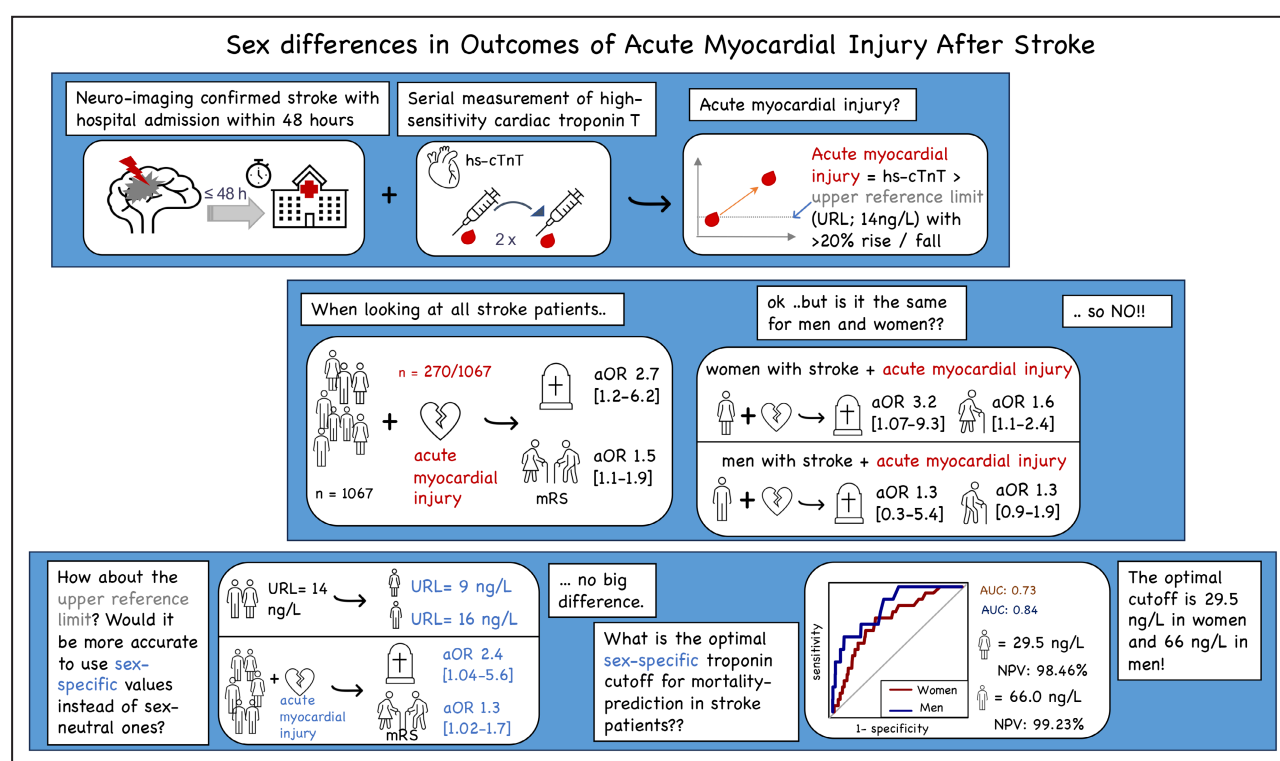 Sex differences in Outcomes of Acute Myocardial Injury After Stroke
Neuro-imaging confirmed stroke with
hospital admission within 48 hours
≤ 48 h
+
Serial measurement of high-
sensitivity cardiac troponin T
hs-cTnT
2 x
Acute myocardial injury?
Acute myocardial
injury = hs-cTnT >
upper reference limit
(URL; 14ng/L) with
>20% rise / fall
When looking at all stroke patients..
n = 270/1067
+
acute
myocardial
injury
n = 1067
aOR 2.7
[1.2-6.2]
aOR 1.5
[1.1-1.9]
mRS
ok ..but is it the same
for men and women??
.. so NO!!
women with stroke + acute myocardial injury
+
aOR 3.2
[1.07-9.3]
aOR 1.6
[1.1-2.4]
men with stroke + acute myocardial injury
+
aOR 1.3
[0.3-5.4]
aOR 1.3
[0.9-1.9]
How about the
upper reference
limit? Would it
be more accurate
to use sex-
specific values
instead of sex-
neutral ones?
URL= 14
ng/L
URL= 9 ng/L
URL= 16 ng/L
+
acute
myocardial
injury
aOR 2.4
[1.04-5.6]
aOR 1.3
[1.02-1.7]
mRS
... no big
difference.
What is the optimal
sex-specific troponin
cutoff for mortality-
prediction in stroke
patients??
sensitivity
1- specificity
Women
Men
AUC: 0.73
AUC: 0.84
= 29.5 ng/L
NPV: 98.46%
= 66.0 ng/L
NPV: 99.23%
The optimal
cutoff is 29.5
ng/L in women
and 66 ng/L in
men!